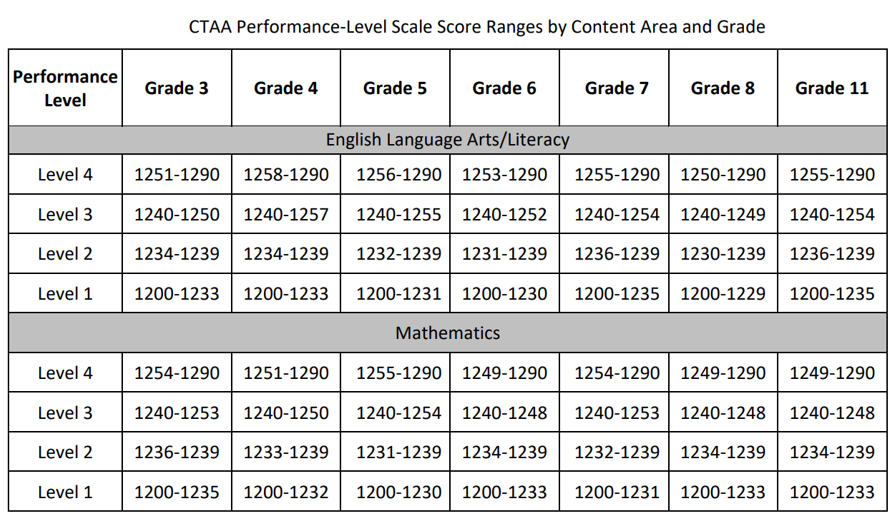 CTAA Performance-Level Scale Score Ranges by Content Area and Grade
Performance Level Grade 3 Grade 4 Grade 5 Grade 6 Grade 7 Grade 8 Grade 11
English Language Arts/Literacy
Level 4 1251-1290 1258-1290 1256-1290 1253-1290 1255-1290 1250-1290 1255-1290
Level 3 1240-1250 1240-1257 1240-1255 1240-1252 1240-1254 1240-1249 1240-1254
Level 2 1234-1239 1234-1239 1232-1239 1231-1239 1236-1239 1230-1239 1236-1239
Level 1 1200-1233 1200-1233 1200-1231 1200-1230 1200-1235 1200-1229 1200-1235
Mathematics
Level 4 1254-1290 1251-1290 1255-1290 1249-1290 1254-1290 1249-1290 1249-1290
Level 3 1240-1253 1240-1250 1240-1254 1240-1248 1240-1253 1240-1248 1240-1248
Level 2 1236-1239 1233-1239 1231-1239 1234-1239 1232-1239 1234-1239 1234-1239
Level 1 1200-1235 1200-1232 1200-1230 1200-1233 1200-1231 1200-1233 1200-1233